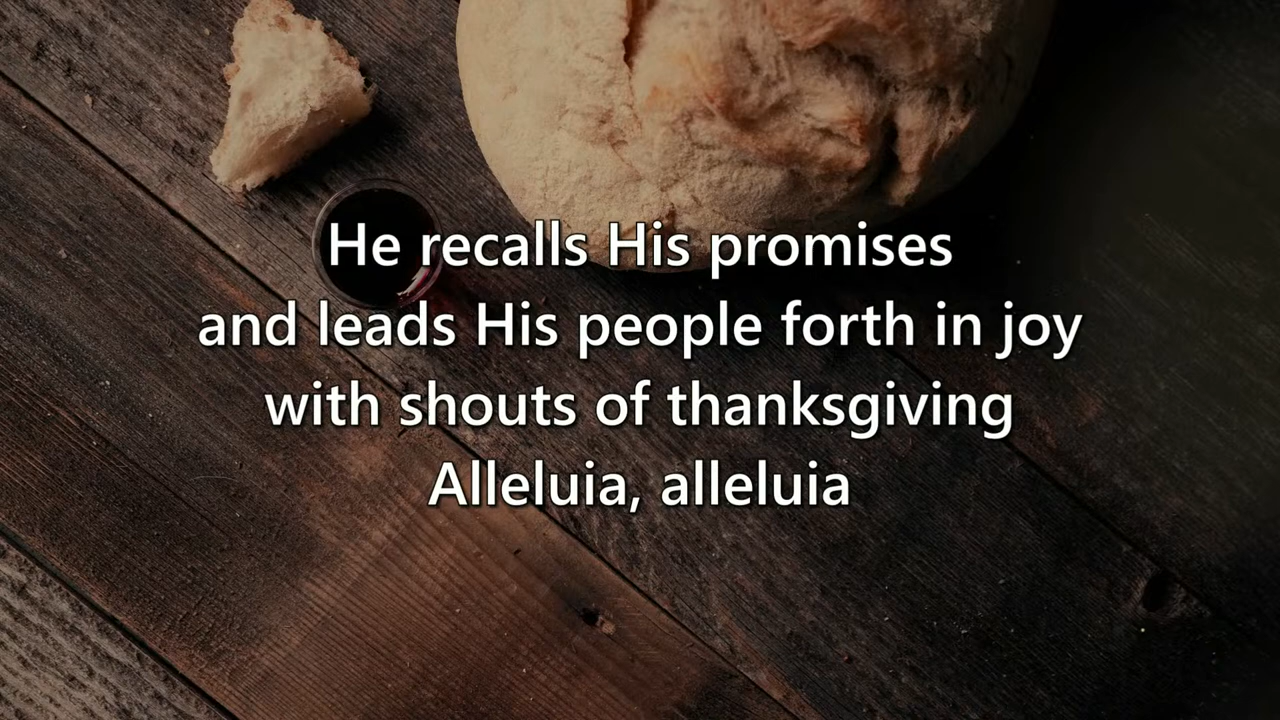 He recalls His promises
and leads His people forth in joy
with shouts of thanksgiving
Alleluia, alleluia